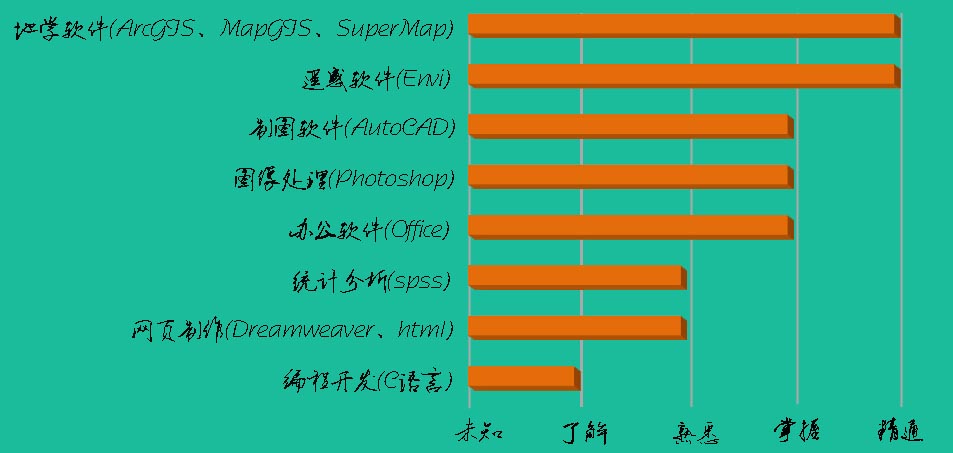 地学软件(ArcGIS、MapGIS、SuperMap)
遥感软件(Envi)
制图软件(AutoCAD)
图像处理(Photoshop)
办公软件(Office)
统计分析(spss)
网页制作(Dreamweaver、html)
编程开发(C语言)
未知 了解 熟悉 掌握 精通